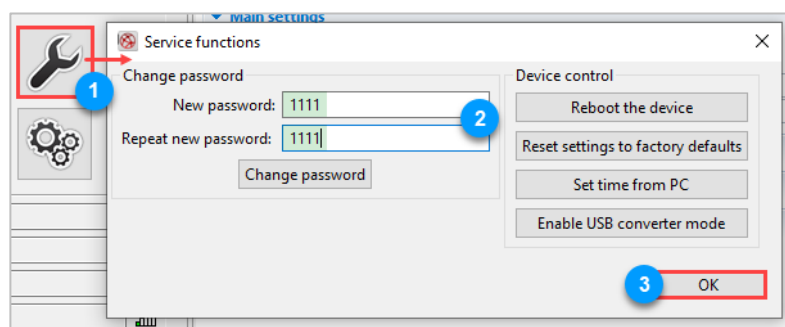 Main settings
Service functions
Change password
New password: 1111
Repeat new password: 1111
Change password
Device control
Reboot the device
Reset settings to factory defaults
Set time from PC
Enable USB converter mode
OK
1
2
3